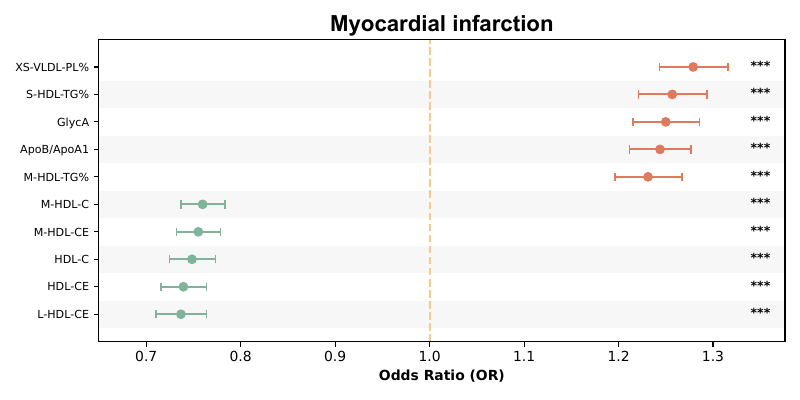 Myocardial infarction
XS-VLDL-PL% ***
S-HDL-TG% ***
GlycA ***
ApoB/ApoA1 ***
M-HDL-TG% ***
M-HDL-C ***
M-HDL-CE ***
HDL-C ***
HDL-CE ***
L-HDL-CE ***
0.7 0.8 0.9 1.0 1.1 1.2 1.3
Odds Ratio (OR)